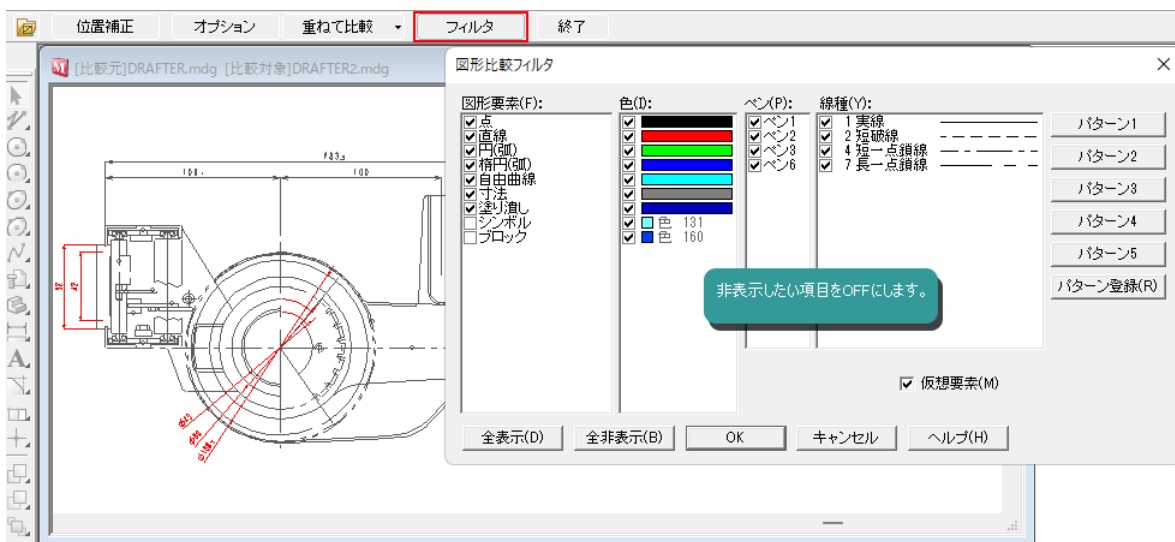 位置補正 オプション 重ねて比較 フィルタ 終了
[比較元]DRAFTER.mdg [比較対象]DRAFTER2.mdg
図形比較フィルタ
図形要素(F): 色(I): ペン(P): 線種(Y):
点 ペン1 1 実線
直線 ペン2 2 短破線
円(弧) ペン3 4 短一点鎖線
楕円(弧) ペン6 7 長一点鎖線
自由曲線
寸法
塗り潰し
シンボル 色 131
ブロック 色 160
パターン1
パターン2
パターン3
パターン4
パターン5
パターン登録(R)
非表示したい項目をOFFにします。
仮想要素(M)
全表示(D) 全非表示(B) OK キャンセル ヘルプ(H)
100
52
42
A